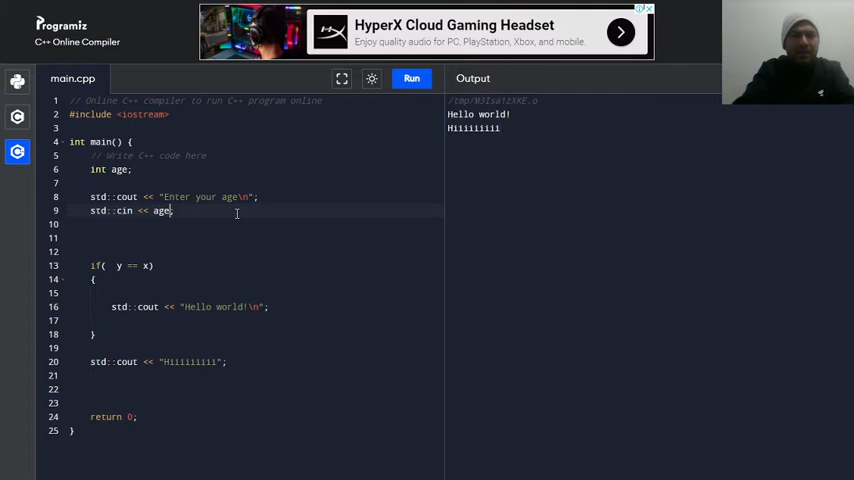 Programiz
C++ Online Compiler
HyperX Cloud Gaming Headset
Enjoy quality audio for PC, PlayStation, Xbox, and mobile.
main.cpp
Run
Output
1 // Online C++ compiler to run C++ program online
2 #include <iostream>
3
4 int main() {
5 // Write C++ code here
6 int age;
7
8 std::cout << "Enter your age\n";
9 std::cin << age;
10
11
12
13 if( y == x)
14 {
15
16 std::cout << "Hello world!\n";
17
18 }
19
20 std::cout << "Hiiiiiiiii";
21
22
23
24 return 0;
25 }
/tmp/M3Isa1zXKE.o
Hello world!
Hiiiiiiiii